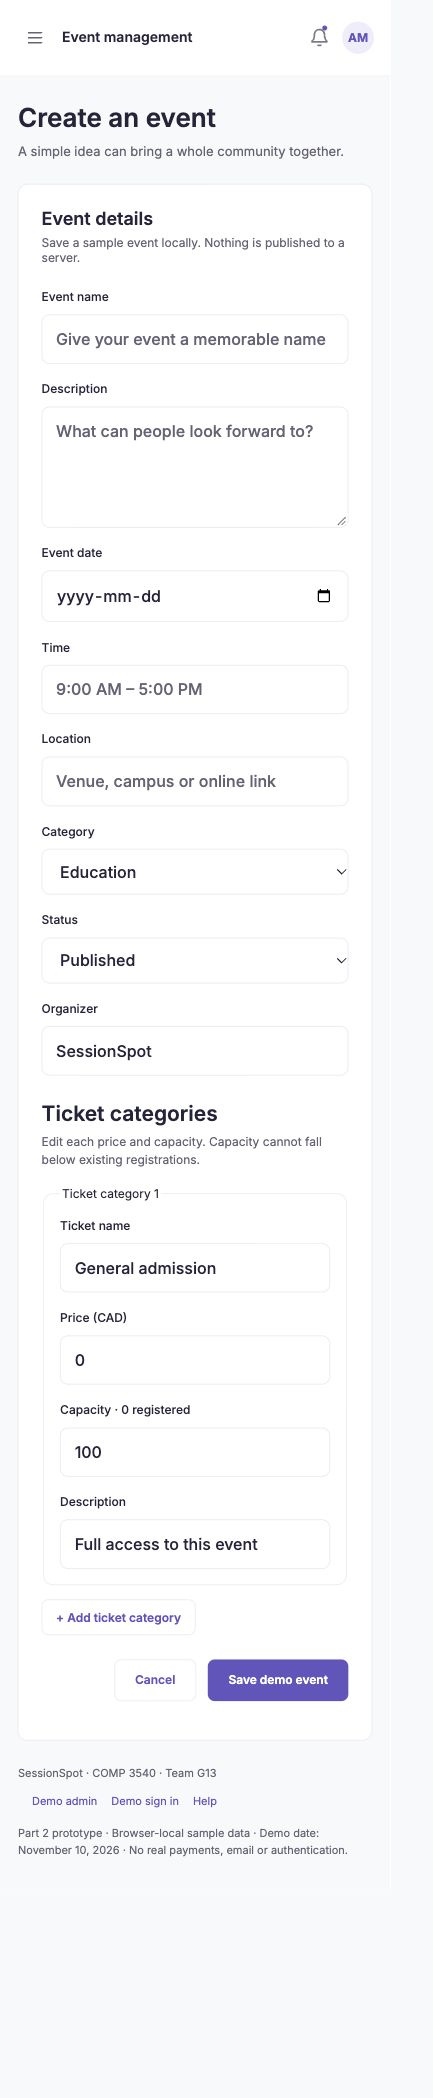 Event management
AM
Create an event
A simple idea can bring a whole community together.
Event details
Save a sample event locally. Nothing is published to a
server.
Event name
Give your event a memorable name
Description
What can people look forward to?
Event date
yyyy-mm-dd
Time
9:00 AM – 5:00 PM
Location
Venue, campus or online link
Category
Education
Status
Published
Organizer
SessionSpot
Ticket categories
Edit each price and capacity. Capacity cannot fall
below existing registrations.
Ticket category 1
Ticket name
General admission
Price (CAD)
0
Capacity · 0 registered
100
Description
Full access to this event
+ Add ticket category
Cancel
Save demo event
SessionSpot · COMP 3540 · Team G13
Demo admin Demo sign in Help
Part 2 prototype · Browser-local sample data · Demo date:
November 10, 2026 · No real payments, email or authentication.